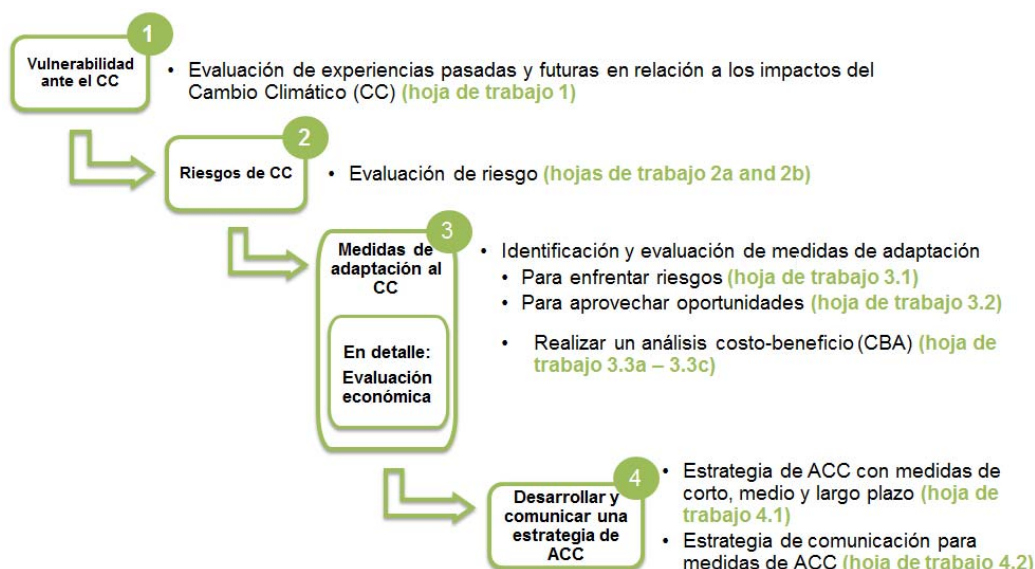 1
Vulnerabilidad
ante el CC
• Evaluación de experiencias pasadas y futuras en relación a los impactos del
Cambio Climático (CC) (hoja de trabajo 1)
2
Riesgos de CC
• Evaluación de riesgo (hojas de trabajo 2a and 2b)
3
Medidas de
adaptación al
CC
En detalle:
Evaluación
económica
• Identificación y evaluación de medidas de adaptación
• Para enfrentar riesgos (hoja de trabajo 3.1)
• Para aprovechar oportunidades (hoja de trabajo 3.2)
• Realizar un análisis costo-beneficio (CBA) (hoja de
trabajo 3.3a – 3.3c)
4
Desarrollar y
comunicar una
estrategia de
ACC
• Estrategia de ACC con medidas de
corto, medio y largo plazo (hoja de
trabajo 4.1)
• Estrategia de comunicación para
medidas de ACC (hoja de trabajo 4.2)